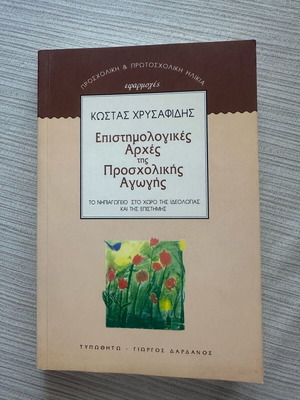 ΠΡΟΣΧΟΛΙΚΗ & ΠΡΩΤΟΣΧΟΛΙΚΗ ΗΛΙΚΙΑ
εφαρμογές
ΚΩΣΤΑΣ ΧΡΥΣΑΦΙΔΗΣ
Επιστημολογικές
Αρχές
της
Προσχολικής
Αγωγής
ΤΟ ΝΗΠΙΑΓΩΓΕΙΟ ΣΤΟ ΧΩΡΟ ΤΗΣ ΙΔΕΟΛΟΓΙΑΣ
ΚΑΙ ΤΗΣ ΕΠΙΣΤΗΜΗΣ
ΤΥΠΩΘΗΤΩ - ΓΙΩΡΓΟΣ ΔΑΡΔΑΝΟΣ